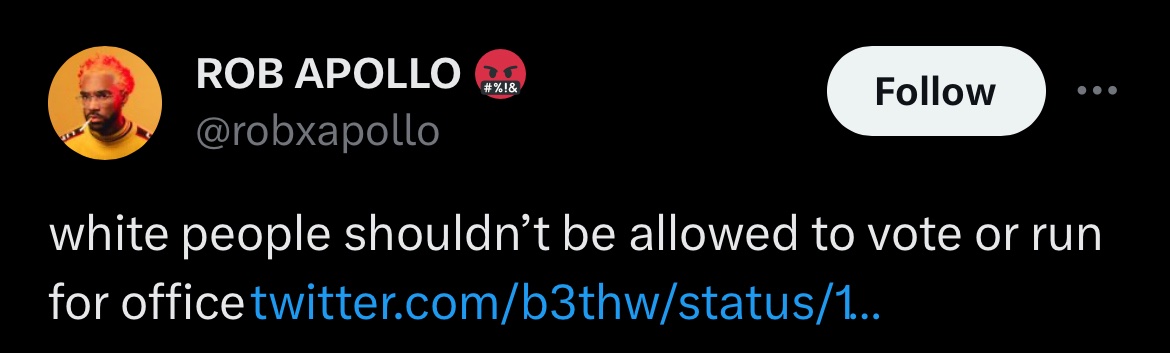 ROB APOLLO 🤬
@robxapollo
Follow
white people shouldn’t be allowed to vote or run
for office twitter.com/b3thw/status/1...